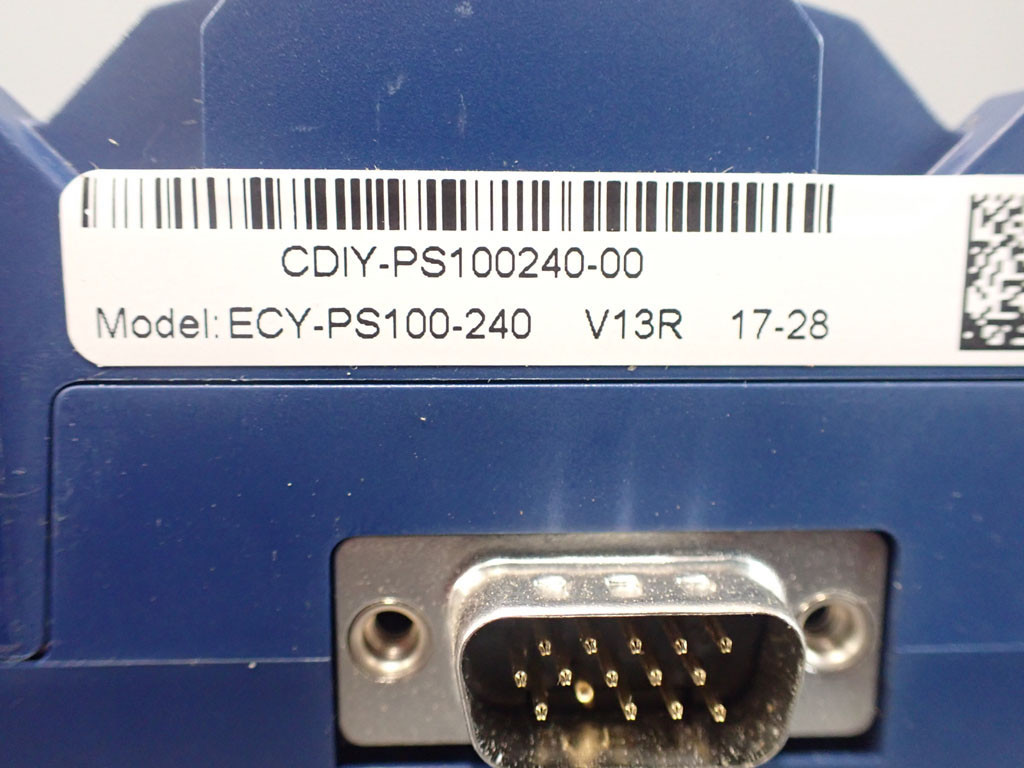 CDIY-PS100240-00
Model: ECY-PS100-240 V13R 17-28